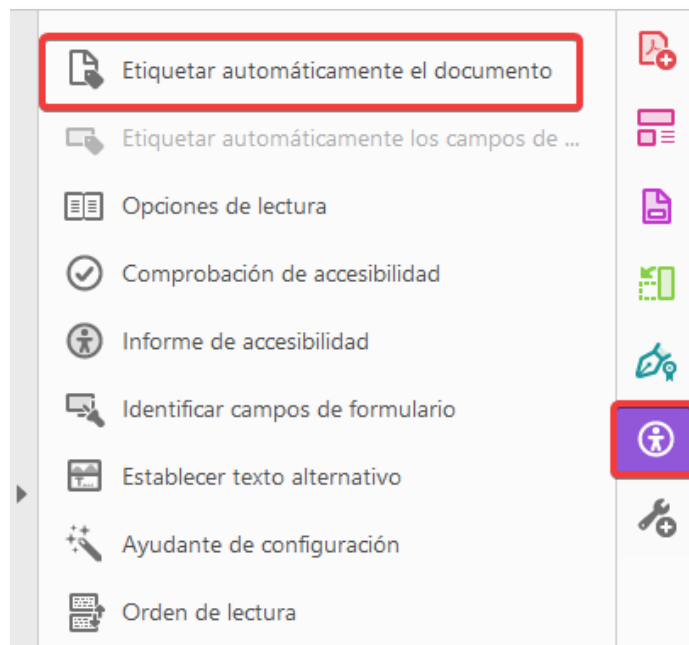 Etiquetar automáticamente el documento
Etiquetar automáticamente los campos de ...
Opciones de lectura
Comprobación de accesibilidad
Informe de accesibilidad
Identificar campos de formulario
Establecer texto alternativo
Ayudante de configuración
Orden de lectura